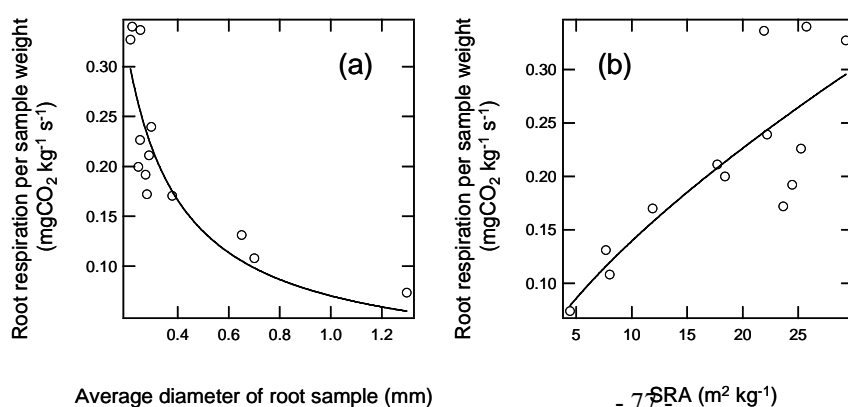 Root respiration per sample weight
(mgCO₂ kg⁻¹ s⁻¹)
0.30
0.25
0.20
0.15
0.10
(a)
0.4 0.6 0.8 1.0 1.2
Average diameter of root sample (mm)
Root respiration per sample weight
(mgCO₂ kg⁻¹ s⁻¹)
0.30
0.25
0.20
0.15
0.10
(b)
5 10 15 20 25
SRA (m² kg⁻¹)
- 77 -